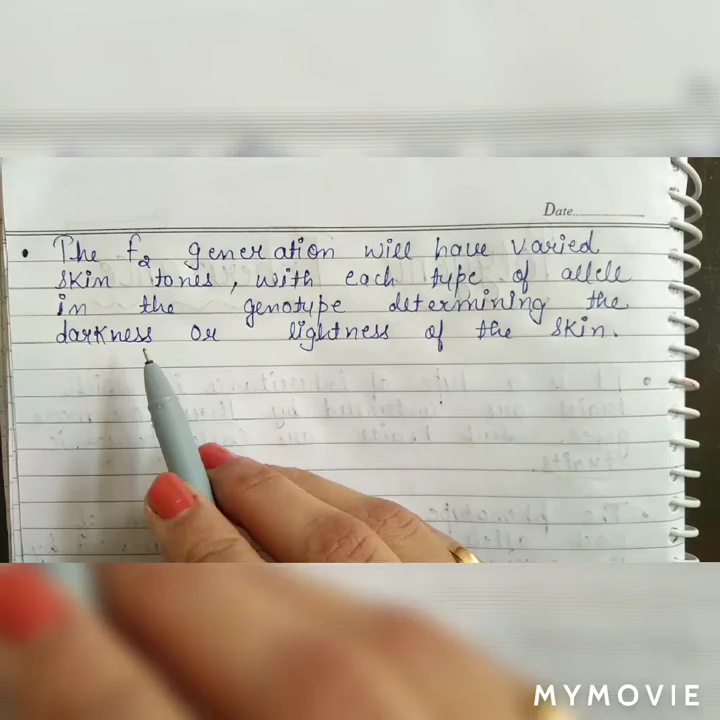 Date
• The f2 generation will have varied
skin tones, with each type of allele
in the genotype determining the
darkness or lightness of the skin.
MYMOVIE